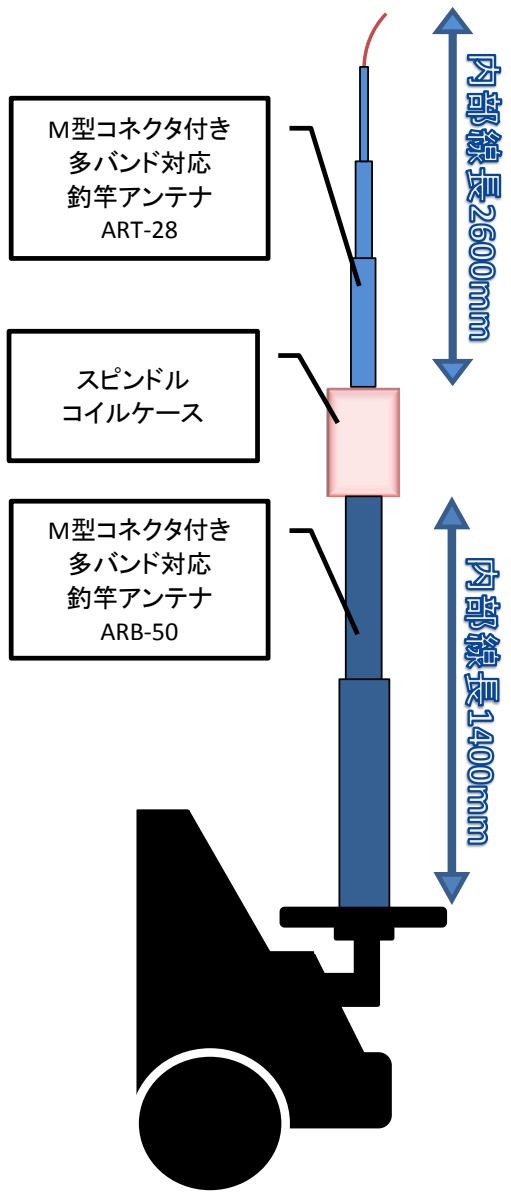 M型コネクタ付き
多バンド対応
釣竿アンテナ
ART-28
内部線長2600mm
スピンドル
コイルケース
M型コネクタ付き
多バンド対応
釣竿アンテナ
ARB-50
内部線長1400mm